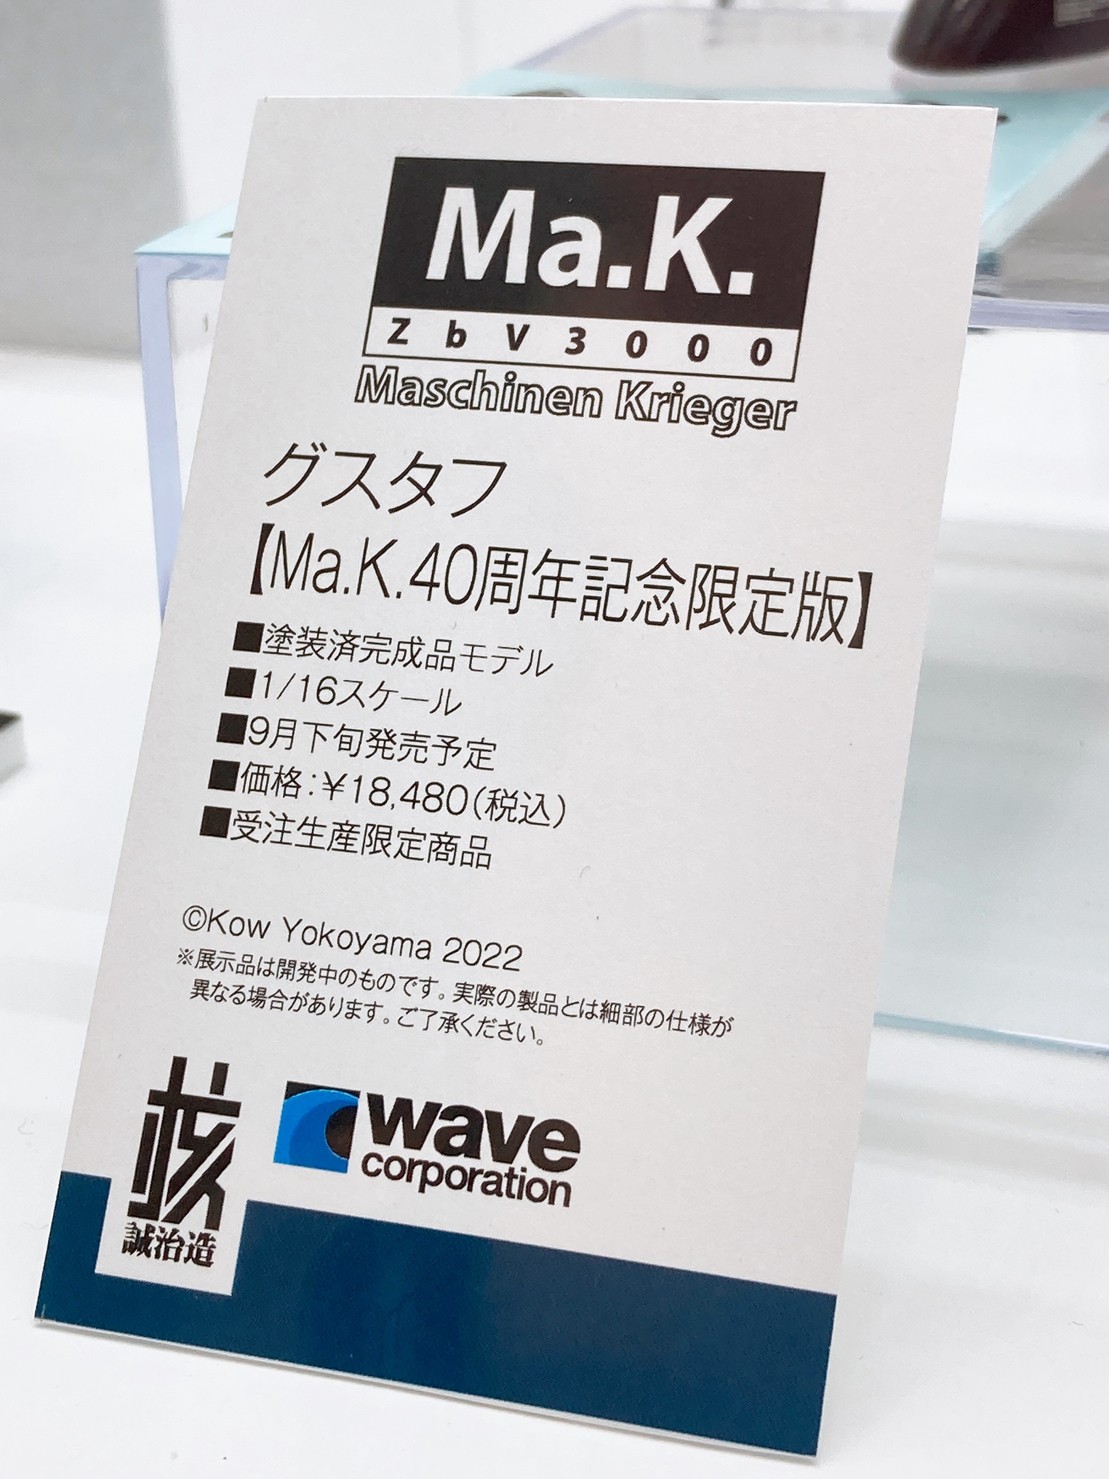 Ma.K.
ZbV3000
Maschinen Krieger
グスタフ
【Ma.K.40周年記念限定版】
■塗装済完成品モデル
■1/16スケール
■9月下旬発売予定
■価格:¥18,480(税込)
■受注生産限定商品
©Kow Yokoyama 2022
※展示品は開発中のものです。実際の製品とは細部の仕様が
異なる場合があります。ご了承ください。
核
誠治造
wave
corporation